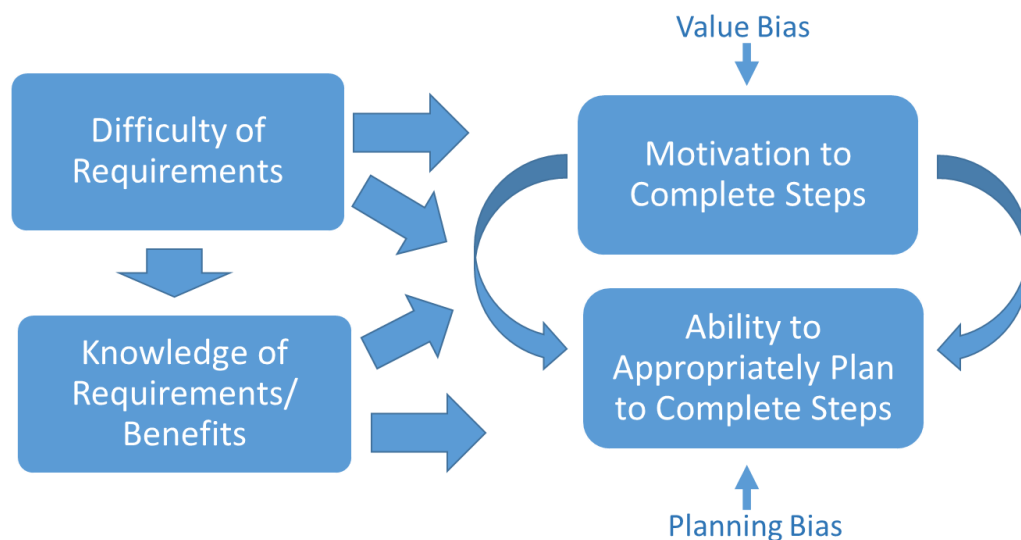 Value Bias
Difficulty of
Requirements
Motivation to
Complete Steps
Knowledge of
Requirements/
Benefits
Ability to
Appropriately Plan
to Complete Steps
Planning Bias